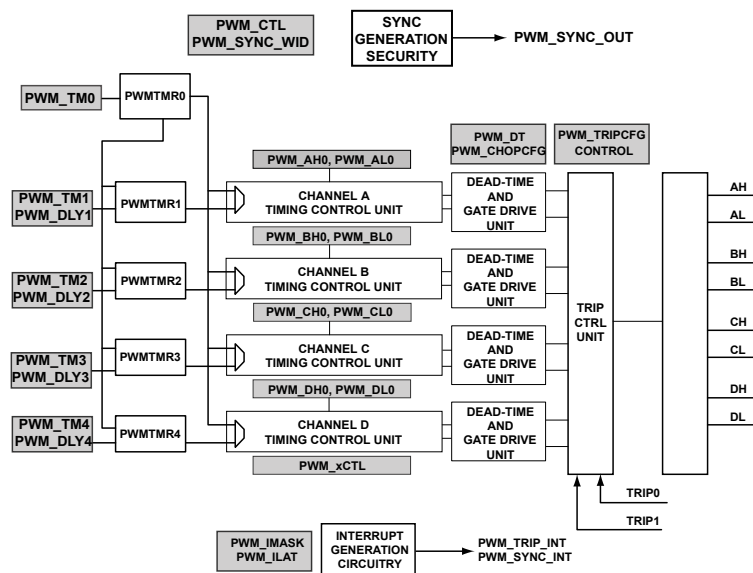 PWM_CTL
PWM_SYNC_WID
SYNC
GENERATION
SECURITY
PWM_SYNC_OUT
PWM_TM0
PWMTMR0
PWM_AH0, PWM_AL0
PWM_DT
PWM_CHOPCFG
PWM_TRIPCFG
CONTROL
PWM_TM1
PWM_DLY1
PWMTMR1
CHANNEL A
TIMING CONTROL UNIT
DEAD-TIME
AND
GATE DRIVE
UNIT
AH
AL
PWM_BH0, PWM_BL0
PWM_TM2
PWM_DLY2
PWMTMR2
CHANNEL B
TIMING CONTROL UNIT
DEAD-TIME
AND
GATE DRIVE
UNIT
BH
BL
PWM_CH0, PWM_CL0
TRIP
CTRL
UNIT
PWM_TM3
PWM_DLY3
PWMTMR3
CHANNEL C
TIMING CONTROL UNIT
DEAD-TIME
AND
GATE DRIVE
UNIT
CH
CL
PWM_DH0, PWM_DL0
PWM_TM4
PWM_DLY4
PWMTMR4
CHANNEL D
TIMING CONTROL UNIT
DEAD-TIME
AND
GATE DRIVE
UNIT
DH
DL
PWM_xCTL
TRIP0
TRIP1
PWM_IMASK
PWM_ILAT
INTERRUPT
GENERATION
CIRCUITRY
PWM_TRIP_INT
PWM_SYNC_INT